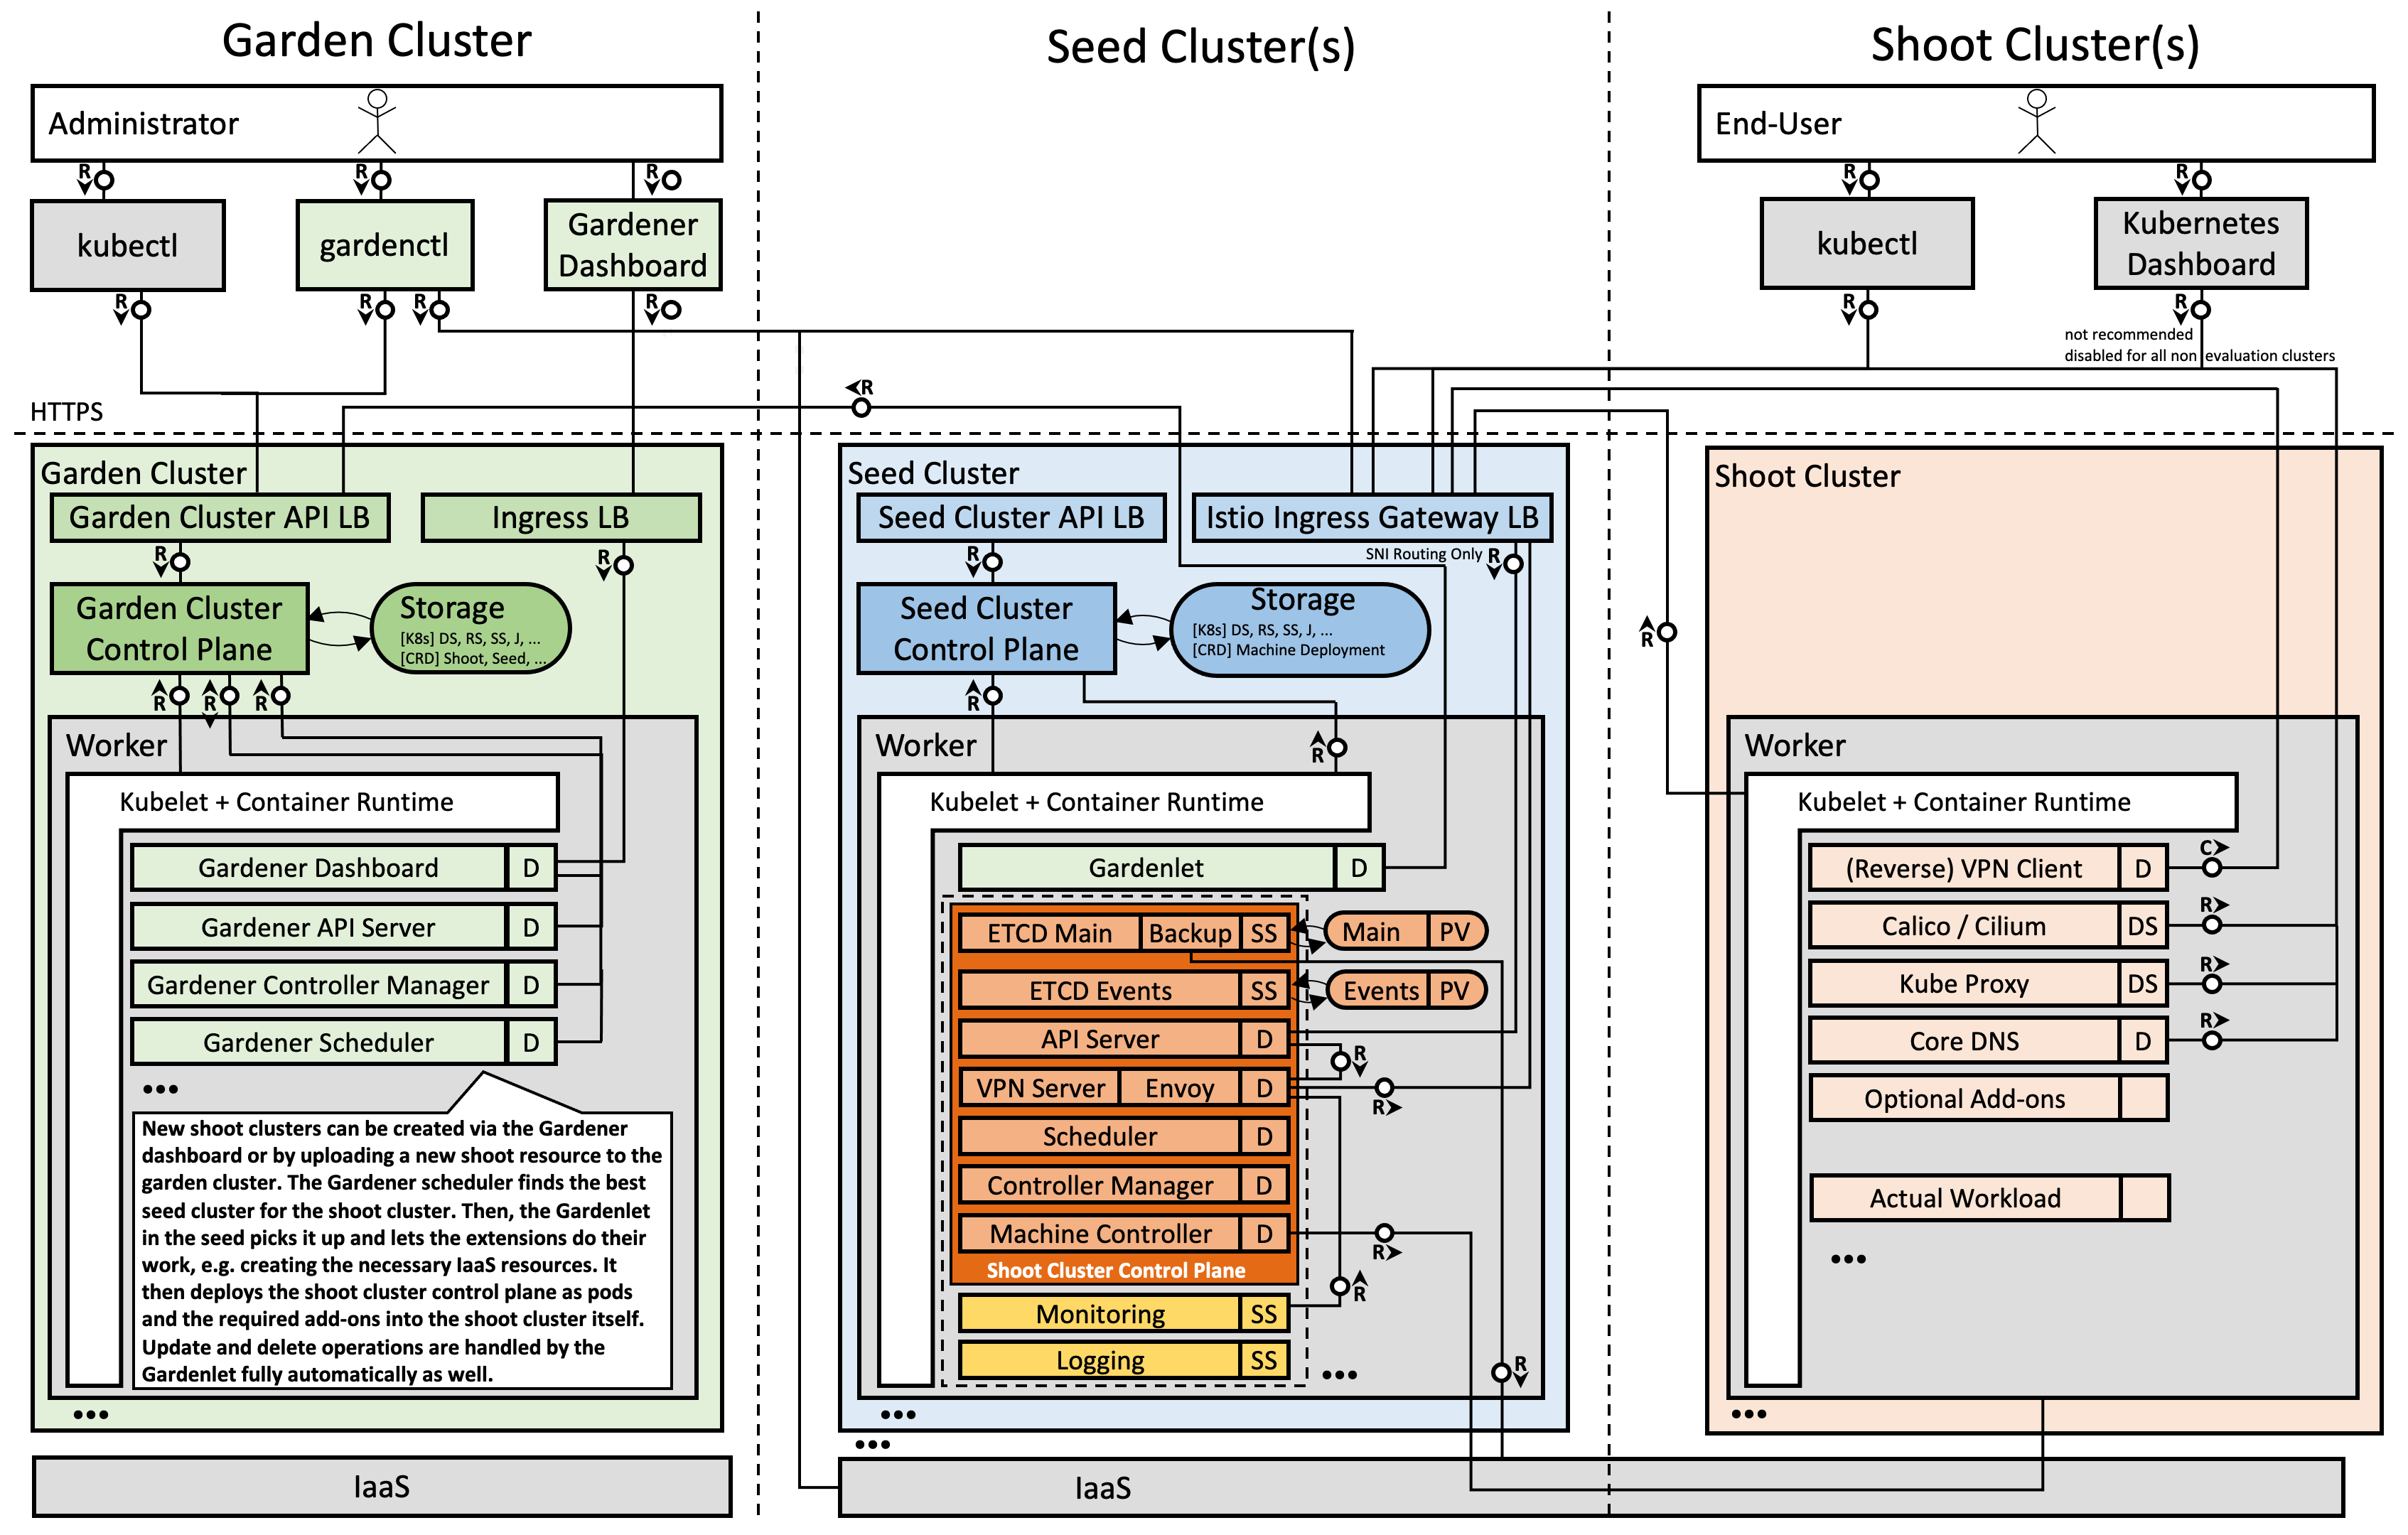 Garden Cluster
Seed Cluster(s)
Shoot Cluster(s)
Administrator
End-User
R
R
R
R
R
kubectl
gardenctl
Gardener
Dashboard
kubectl
Kubernetes
Dashboard
R
R
R
R
R
R
not recommended
disabled for all non evaluation clusters
R
HTTPS
Garden Cluster
Garden Cluster API LB
Ingress LB
R
R
Garden Cluster
Control Plane
Storage
[K8s] DS, RS, SS, J, ...
[CRD] Shoot, Seed, ...
R
R
R
Worker
Kubelet + Container Runtime
Gardener Dashboard
D
Gardener API Server
D
Gardener Controller Manager
D
Gardener Scheduler
D
•••
New shoot clusters can be created via the Gardener
dashboard or by uploading a new shoot resource to the
garden cluster. The Gardener scheduler finds the best
seed cluster for the shoot cluster. Then, the Gardenlet
in the seed picks it up and lets the extensions do their
work, e.g. creating the necessary IaaS resources. It
then deploys the shoot cluster control plane as pods
and the required add-ons into the shoot cluster itself.
Update and delete operations are handled by the
Gardenlet fully automatically as well.
•••
IaaS
Seed Cluster
Seed Cluster API LB
Istio Ingress Gateway LB
R
SNI Routing Only R
Seed Cluster
Control Plane
Storage
[K8s] DS, RS, SS, J, ...
[CRD] Machine Deployment
R
Worker
R
Kubelet + Container Runtime
Gardenlet
D
ETCD Main
Backup
SS
Main
PV
ETCD Events
SS
Events
PV
API Server
D
R
VPN Server
Envoy
D
R
Scheduler
D
Controller Manager
D
Machine Controller
D
R
Shoot Cluster Control Plane
R
Monitoring
SS
Logging
SS
•••
R
•••
•••
IaaS
Shoot Cluster
R
Worker
Kubelet + Container Runtime
(Reverse) VPN Client
D
C
Calico / Cilium
DS
R
Kube Proxy
DS
R
Core DNS
D
R
Optional Add-ons
Actual Workload
•••
•••